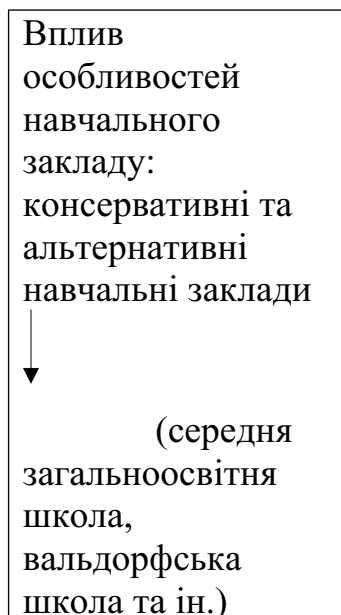 Вплив
особливостей
навчального
закладу:
консервативні та
альтернативні
навчальні заклади
(середня
загальноосвітня
школа,
вальдорфська
школа та ін.)